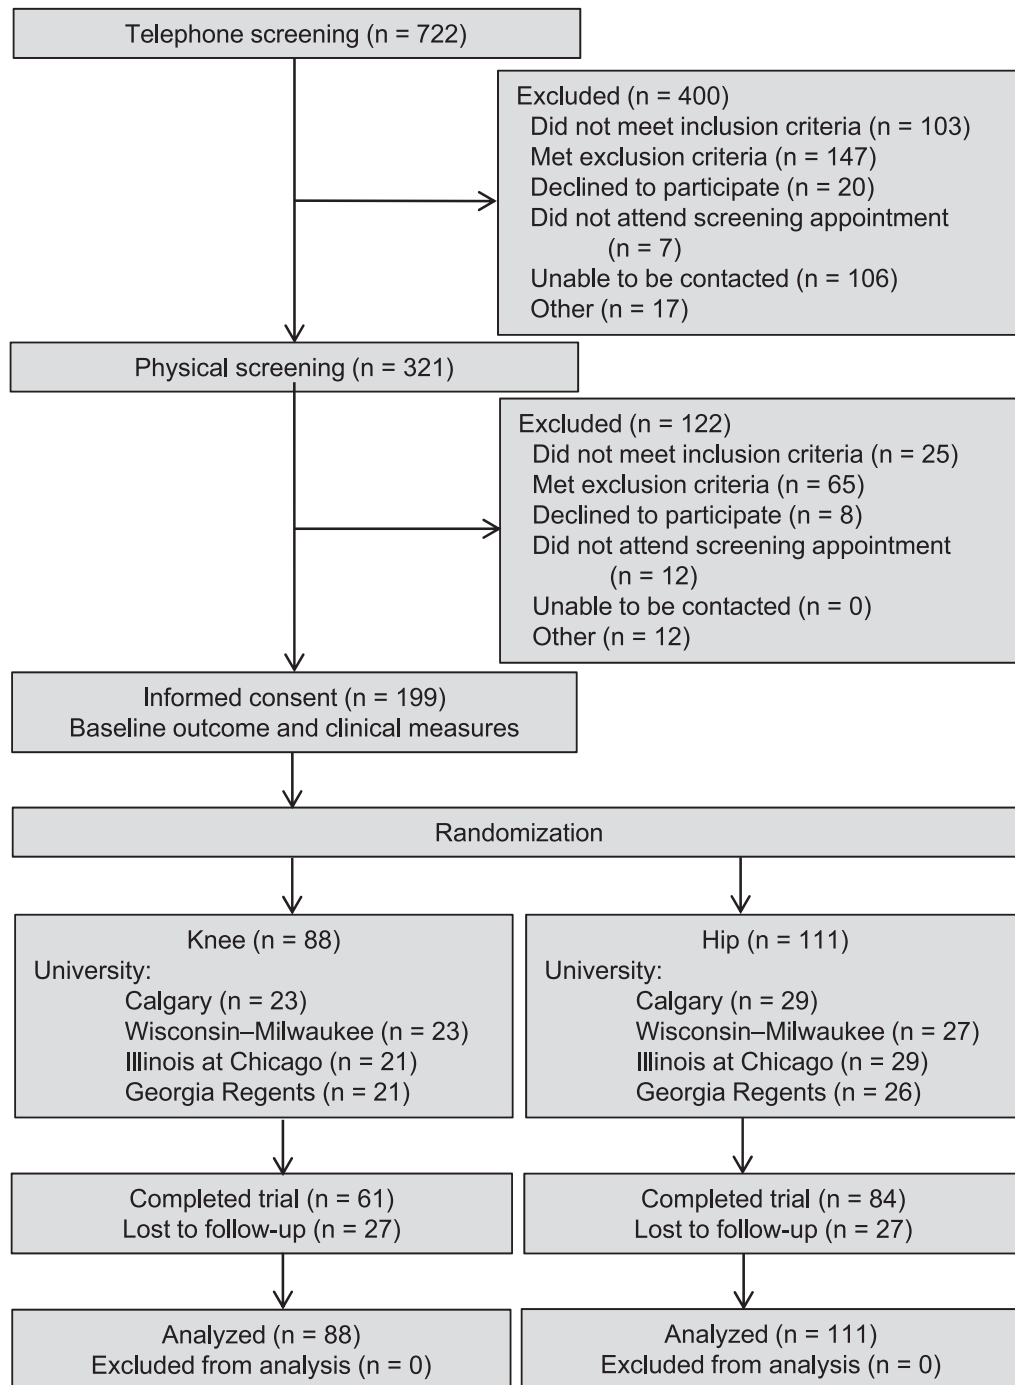 Telephone screening (n = 722)
Excluded (n = 400)
Did not meet inclusion criteria (n = 103)
Met exclusion criteria (n = 147)
Declined to participate (n = 20)
Did not attend screening appointment
(n = 7)
Unable to be contacted (n = 106)
Other (n = 17)
Physical screening (n = 321)
Excluded (n = 122)
Did not meet inclusion criteria (n = 25)
Met exclusion criteria (n = 65)
Declined to participate (n = 8)
Did not attend screening appointment
(n = 12)
Unable to be contacted (n = 0)
Other (n = 12)
Informed consent (n = 199)
Baseline outcome and clinical measures
Randomization
Knee (n = 88)
University:
Calgary (n = 23)
Wisconsin–Milwaukee (n = 23)
Illinois at Chicago (n = 21)
Georgia Regents (n = 21)
Hip (n = 111)
University:
Calgary (n = 29)
Wisconsin–Milwaukee (n = 27)
Illinois at Chicago (n = 29)
Georgia Regents (n = 26)
Completed trial (n = 61)
Lost to follow-up (n = 27)
Completed trial (n = 84)
Lost to follow-up (n = 27)
Analyzed (n = 88)
Excluded from analysis (n = 0)
Analyzed (n = 111)
Excluded from analysis (n = 0)